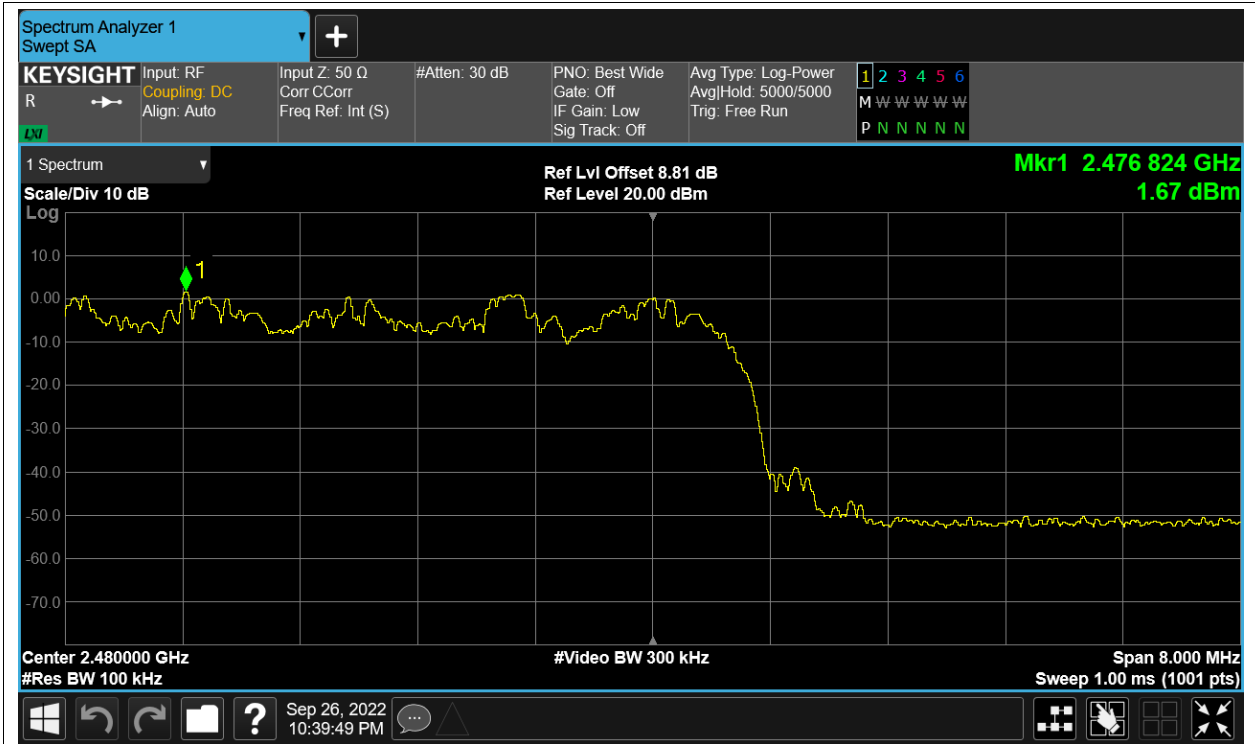 Spectrum Analyzer 1
Swept SA
KEYSIGHT
R
LXI
Input: RF
Coupling: DC
Align: Auto
Input Z: 50 Ω
Corr CCorr
Freq Ref: Int (S)
#Atten: 30 dB
PNO: Best Wide
Gate: Off
IF Gain: Low
Sig Track: Off
Avg Type: Log-Power
Avg|Hold: 5000/5000
Trig: Free Run
1 2 3 4 5 6
M W W W W W
P N N N N N
1 Spectrum
Scale/Div 10 dB
Log
Ref Lvl Offset 8.81 dB
Ref Level 20.00 dBm
Mkr1 2.476 824 GHz
1.67 dBm
10.0
1
0.00
-10.0
-20.0
-30.0
-40.0
-50.0
-60.0
-70.0
Center 2.480000 GHz
#Res BW 100 kHz
#Video BW 300 kHz
Span 8.000 MHz
Sweep 1.00 ms (1001 pts)
?
Sep 26, 2022
10:39:49 PM